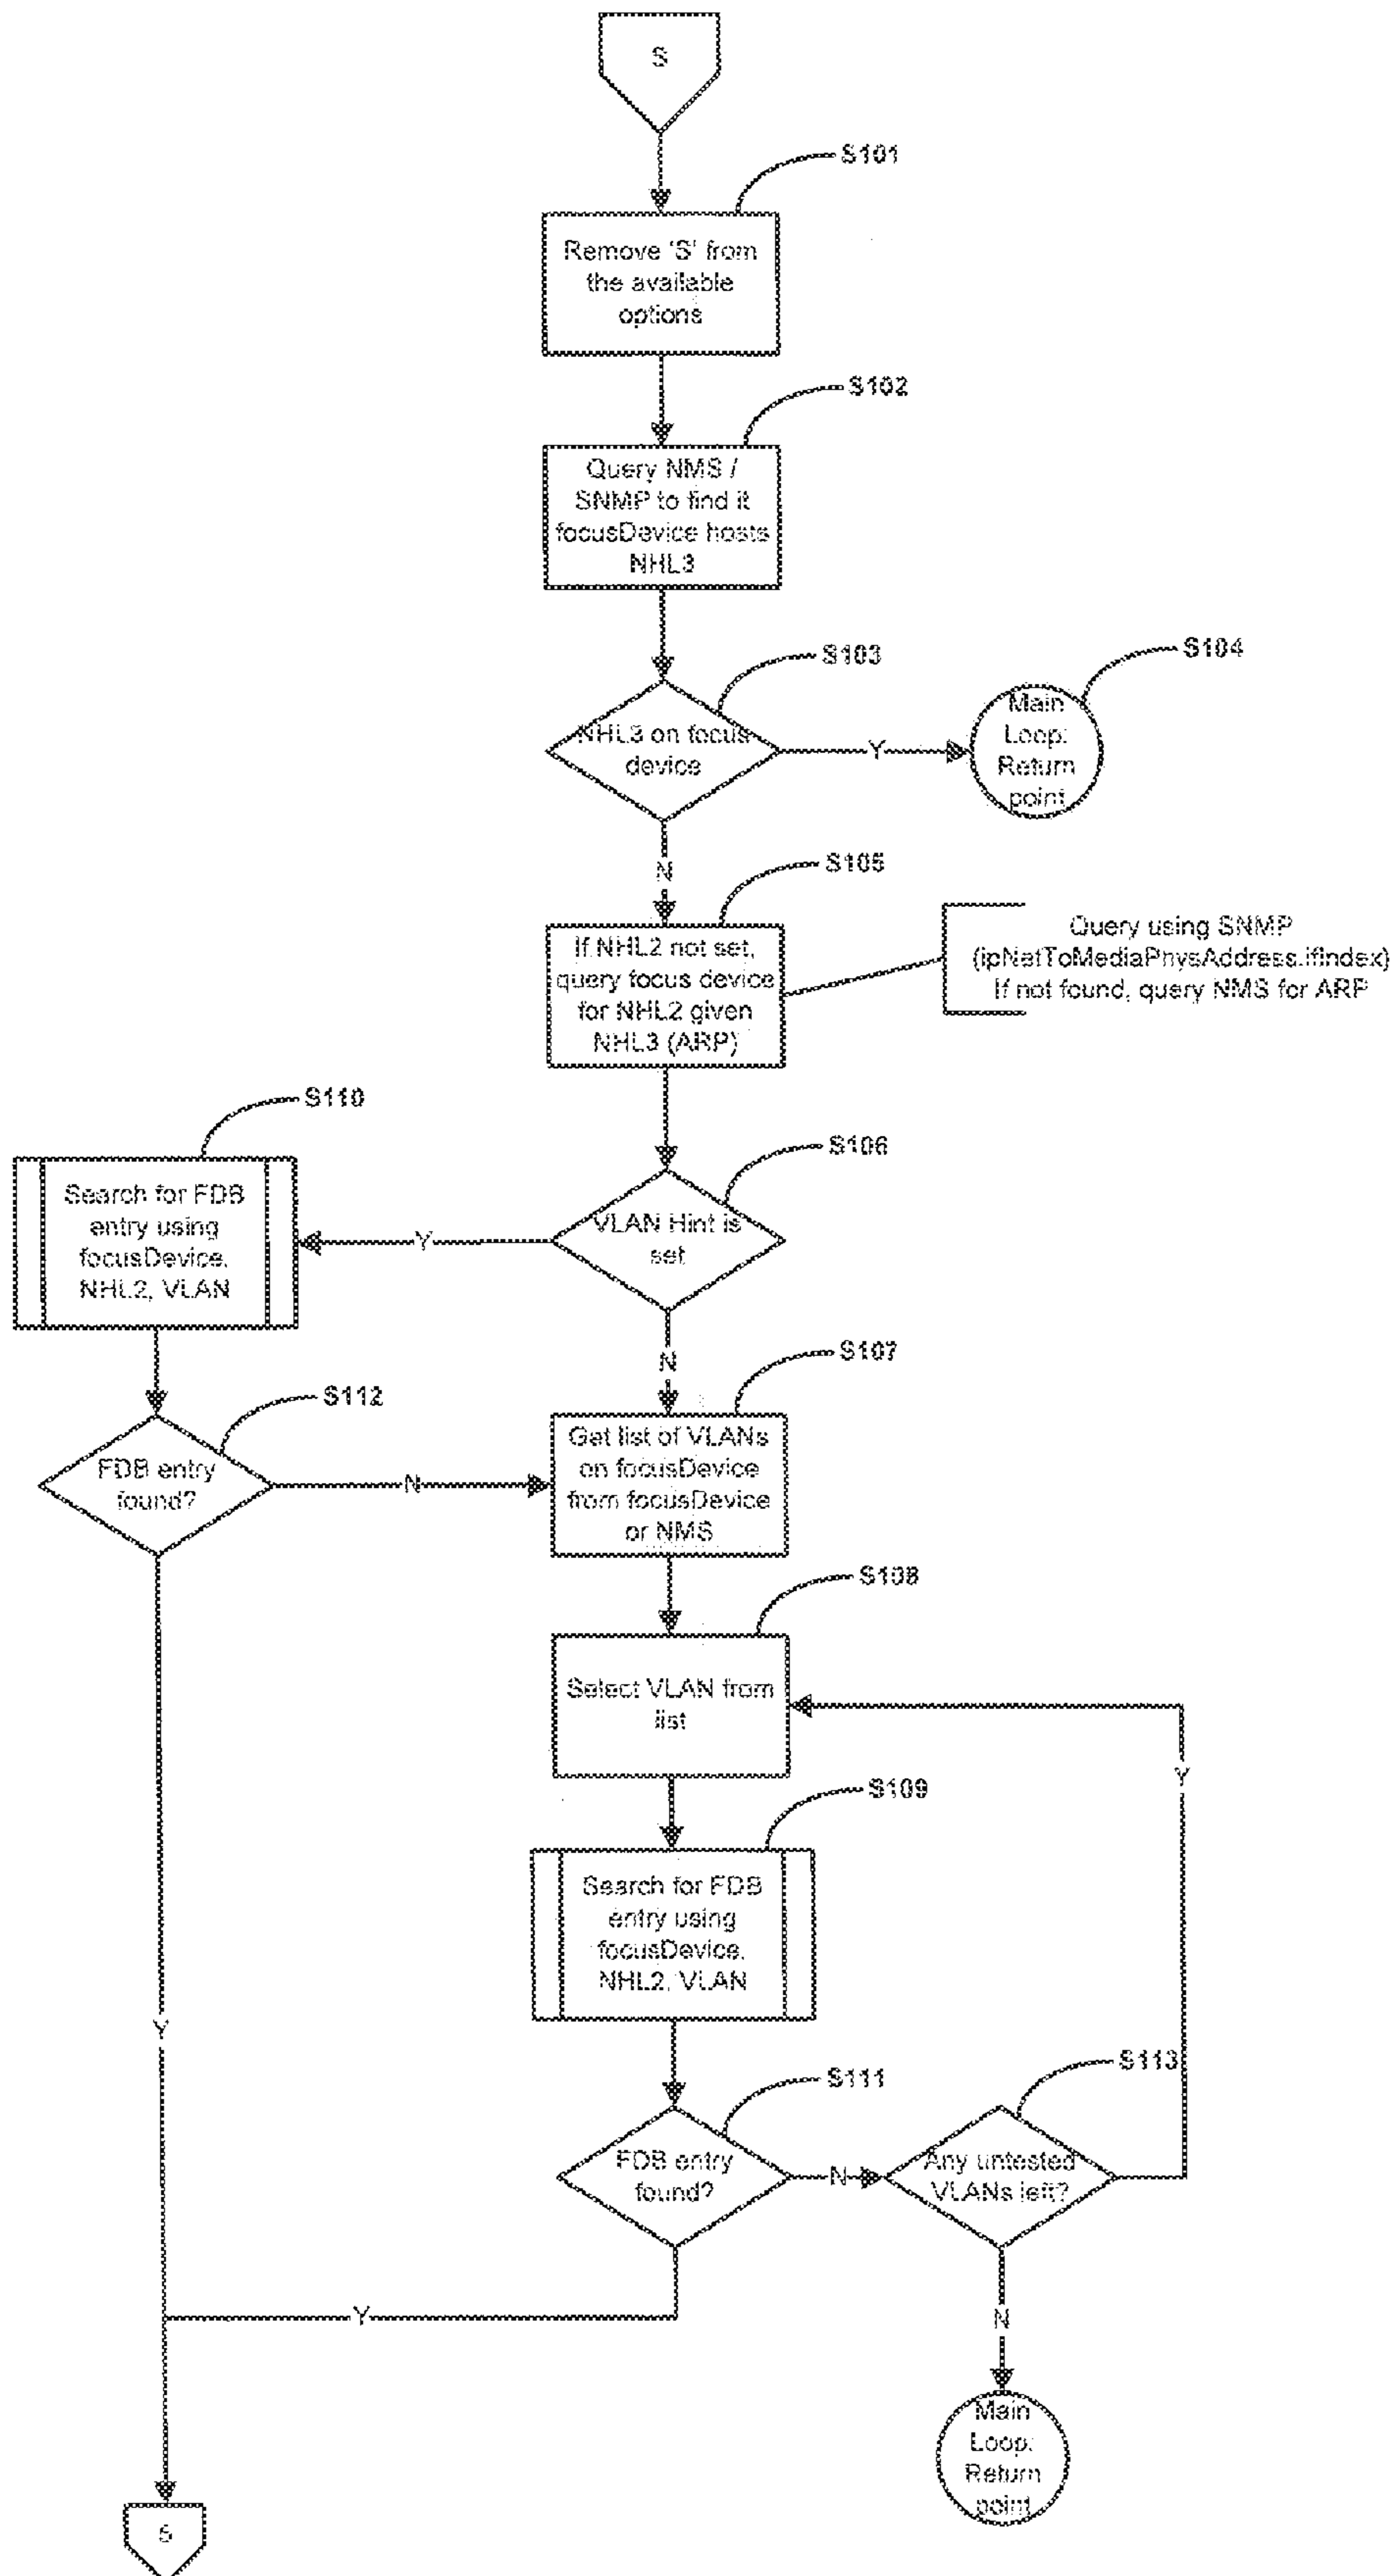 S
S101
Remove 'S' from
the available
options
S102
Query NMS /
SNMP to find it
focusDevice hosts
NHL3
S103
NHL3 on focus
device
Y
S104
Main
Loop:
Return
point
N
S105
If NHL2 not set,
query focus device
for NHL2 given
NHL3 (ARP)
Query using SNMP
(ipNetToMediaPnysAddress.ifIndex)
If not found, query NMS for ARP
S110
Search for FDB
entry using
focusDevice,
NHL2, VLAN
Y
S106
VLAN Hint is
set
N
S107
Get list of VLANs
on focusDevice
from focusDevice
or NMS
S112
FDB entry
found?
N
S108
Select VLAN from
list
Y
S109
Search for FDB
entry using
focusDevice,
NHL2, VLAN
Y
S111
FDB entry
found?
N
S113
Any untested
VLANs left?
Y
N
Main
Loop:
Return
point